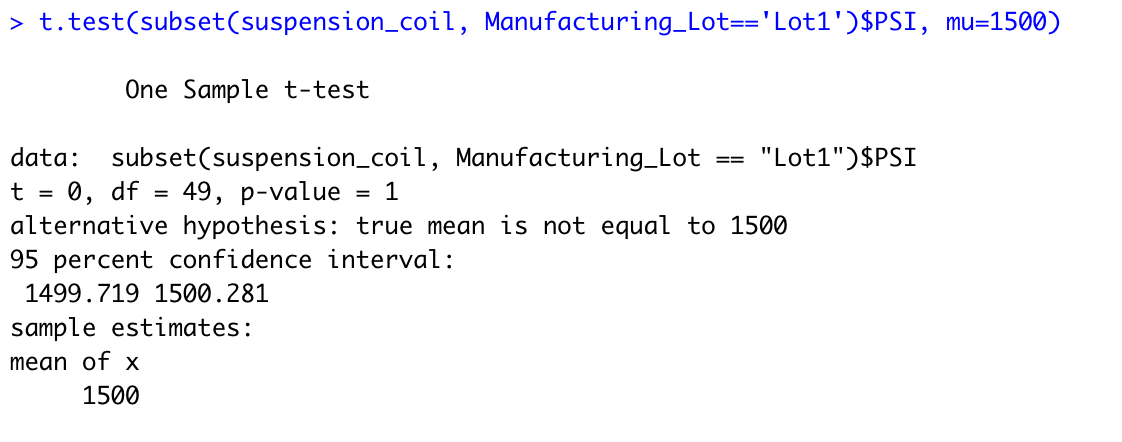 > t.test(subset(suspension_coil, Manufacturing_Lot=='Lot1')$PSI, mu=1500)
One Sample t-test
data:  subset(suspension_coil, Manufacturing_Lot == "Lot1")$PSI
t = 0, df = 49, p-value = 1
alternative hypothesis: true mean is not equal to 1500
95 percent confidence interval:
 1499.719 1500.281
sample estimates:
mean of x
     1500